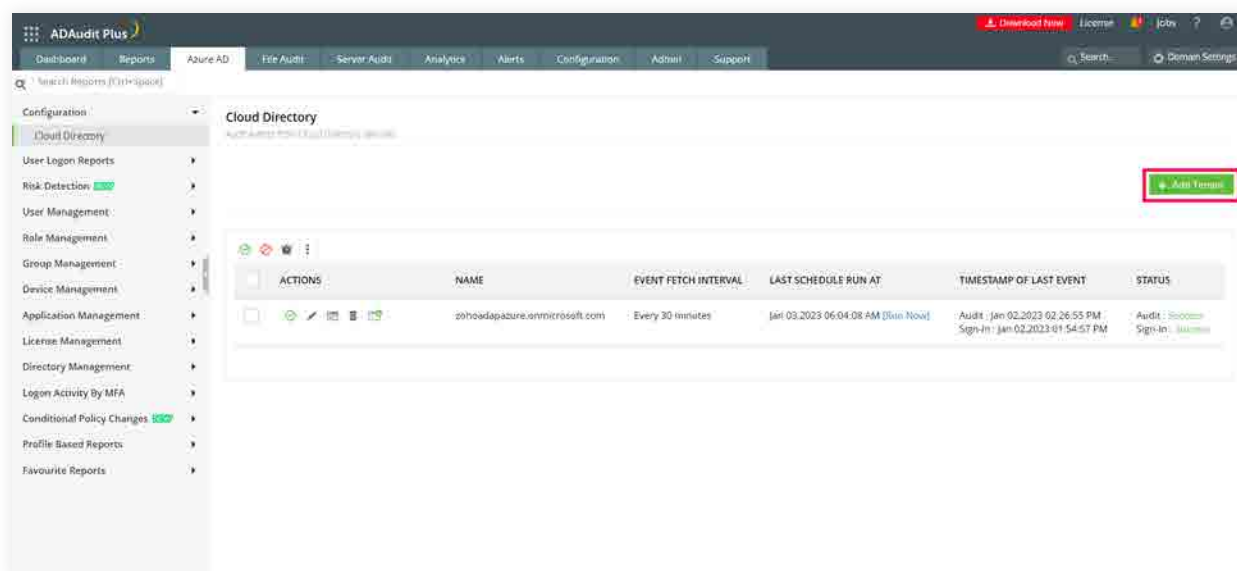 ADAudit Plus
Download Now License Jobs ?
Dashboard Reports Azure AD File Audit Server Audit Analytics Alerts Configuration Admin Support Search... Domain Settings
Search Reports [Ctrl+Space]
Configuration
Cloud Directory
User Logon Reports
Risk Detection NEW
User Management
Role Management
Group Management
Device Management
Application Management
License Management
Directory Management
Logon Activity By MFA
Conditional Policy Changes NEW
Profile Based Reports
Favourite Reports
Cloud Directory
Add Tenant
ACTIONS NAME EVENT FETCH INTERVAL LAST SCHEDULE RUN AT TIMESTAMP OF LAST EVENT STATUS
zohoadapazure.onmicrosoft.com Every 30 minutes Jan 03,2023 06:04:08 AM [Run Now] Audit : Jan 02,2023 02:26:55 PM Audit : Success
Sign-In : Jan 02,2023 01:54:57 PM Sign-In : Success